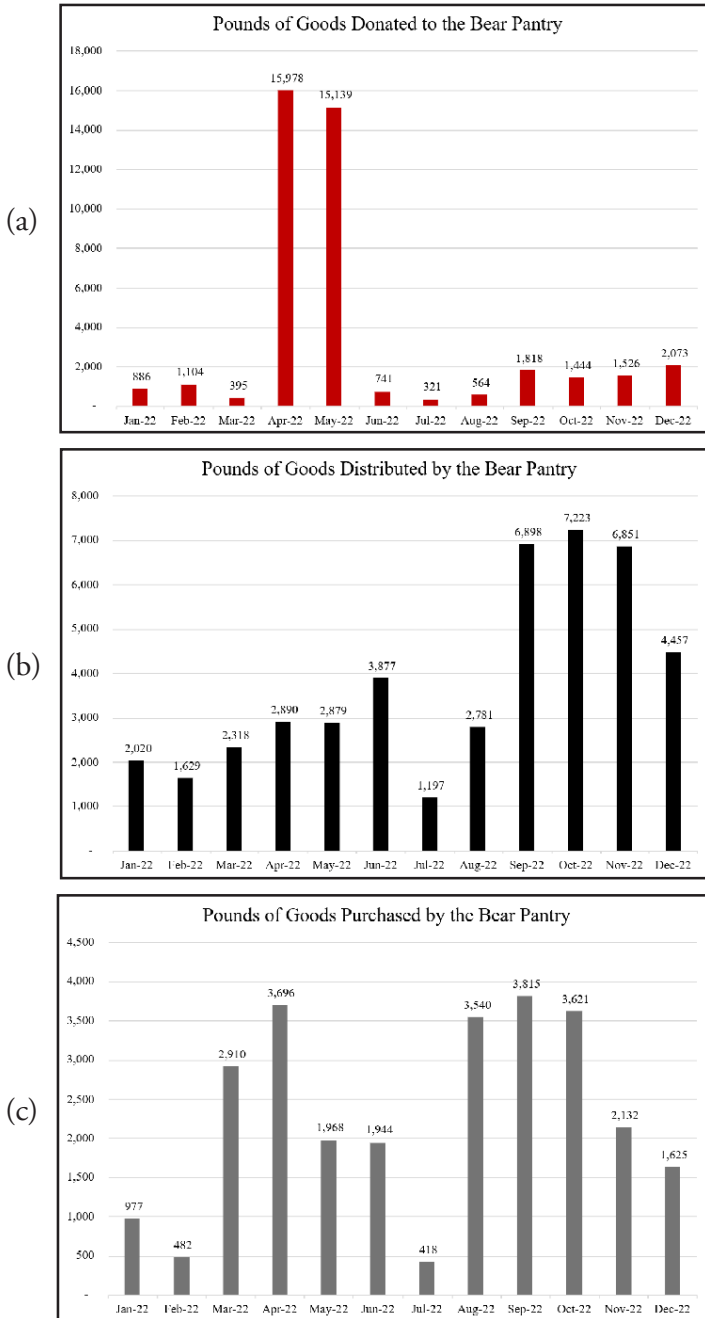 (a)
Pounds of Goods Donated to the Bear Pantry
18,000
16,000
14,000
12,000
10,000
8,000
6,000
4,000
2,000
-
886 1,104 395 15,978 15,139 741 321 564 1,818 1,444 1,526 2,073
Jan-22 Feb-22 Mar-22 Apr-22 May-22 Jun-22 Jul-22 Aug-22 Sep-22 Oct-22 Nov-22 Dec-22
(b)
Pounds of Goods Distributed by the Bear Pantry
8,000
7,000
6,000
5,000
4,000
3,000
2,000
1,000
-
2,020 1,629 2,318 2,890 2,879 3,877 1,197 2,781 6,898 7,223 6,851 4,457
Jan-22 Feb-22 Mar-22 Apr-22 May-22 Jun-22 Jul-22 Aug-22 Sep-22 Oct-22 Nov-22 Dec-22
(c)
Pounds of Goods Purchased by the Bear Pantry
4,500
4,000
3,500
3,000
2,500
2,000
1,500
1,000
500
-
977 482 2,910 3,696 1,968 1,944 418 3,540 3,815 3,621 2,132 1,625
Jan-22 Feb-22 Mar-22 Apr-22 May-22 Jun-22 Jul-22 Aug-22 Sep-22 Oct-22 Nov-22 Dec-22